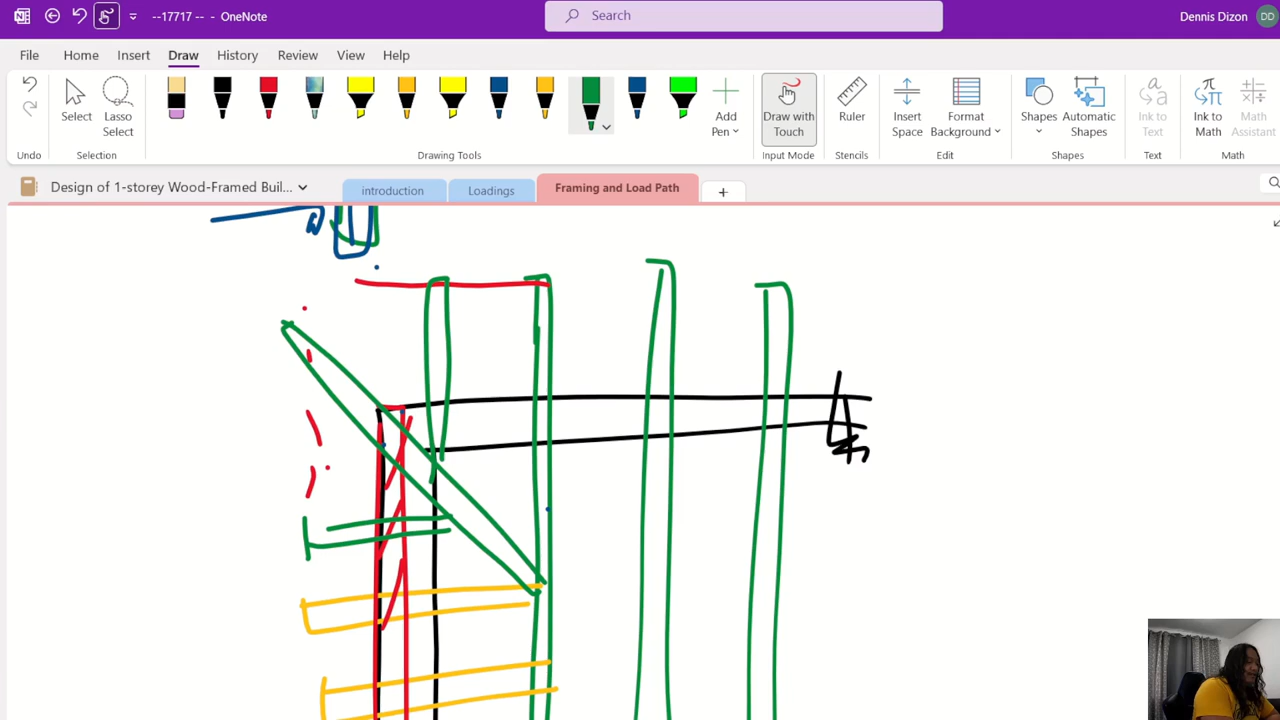 --17717 -- - OneNote
Search
Dennis Dizon
DD
File
Home
Insert
Draw
History
Review
View
Help
Select
Lasso
Select
Add
Pen
Draw with
Touch
Ruler
Insert
Space
Format
Background
Shapes
Automatic
Shapes
Ink to
Text
Ink to
Math
Math
Assistant
Undo
Selection
Drawing Tools
Input Mode
Stencils
Edit
Shapes
Text
Math
Design of 1-storey Wood-Framed Buil...
introduction
Loadings
Framing and Load Path